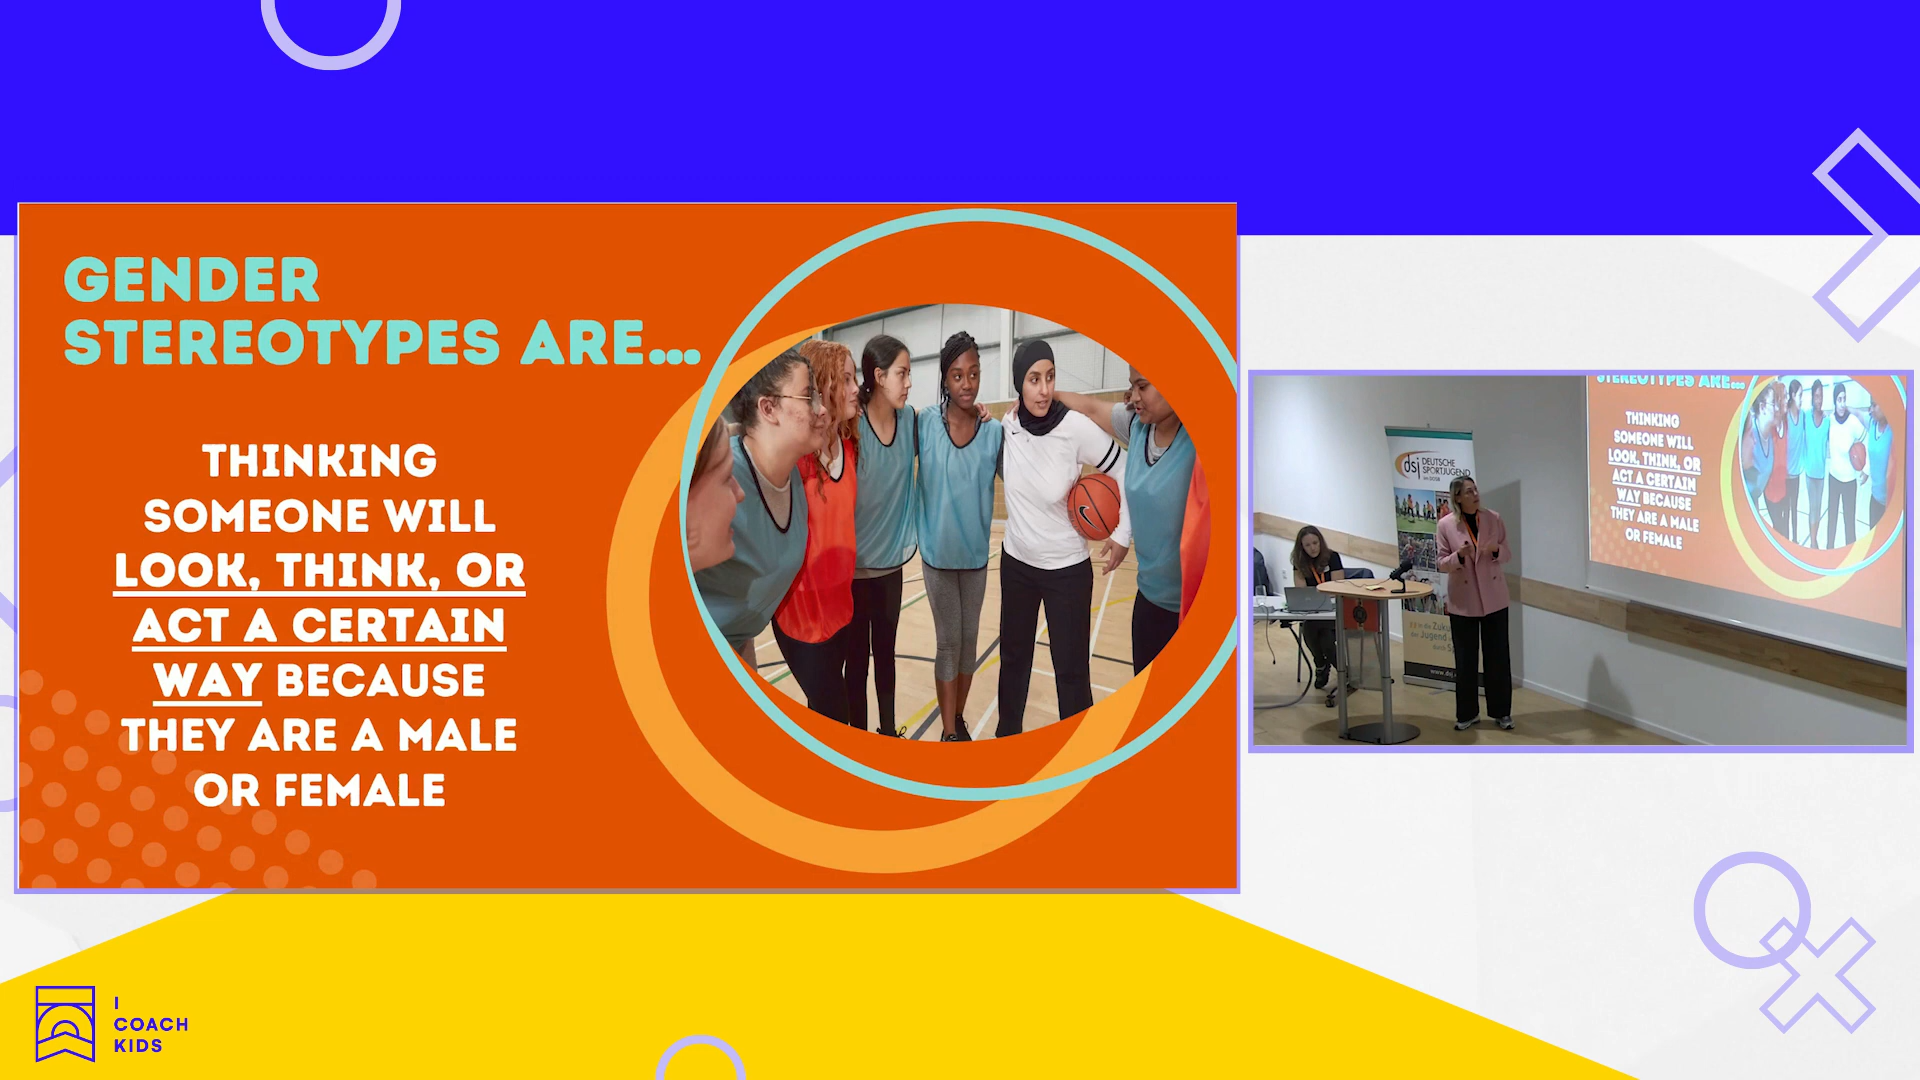 GENDER
STEREOTYPES ARE...
THINKING
SOMEONE WILL
LOOK, THINK, OR
ACT A CERTAIN
WAY BECAUSE
THEY ARE A MALE
OR FEMALE
STEREOTYPES ARE...
THINKING
SOMEONE WILL
LOOK, THINK, OR
ACT A CERTAIN
WAY BECAUSE
THEY ARE A MALE
OR FEMALE
dsj DEUTSCHE
SPORTJUGEND
I
COACH
KIDS